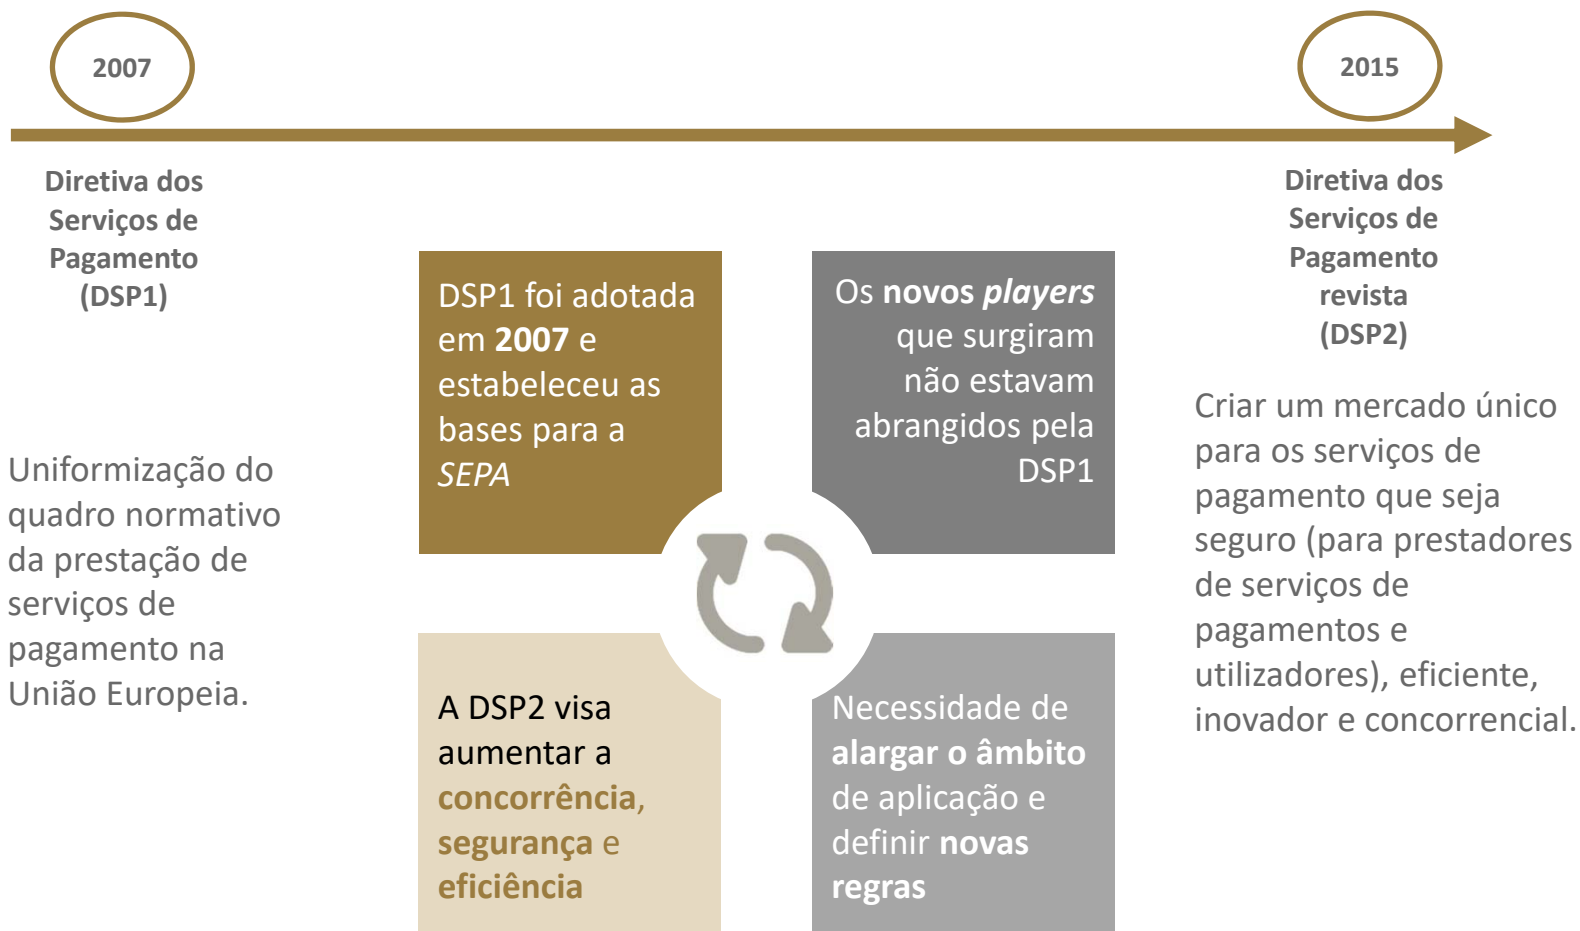 2007
2015
Diretiva dos
Serviços de
Pagamento
(DSP1)
Uniformização do
quadro normativo
da prestação de
serviços de
pagamento na
União Europeia.
DSP1 foi adotada
em 2007 e
estabeleceu as
bases para a
SEPA
Os novos players
que surgiram
não estavam
abrangidos pela
DSP1
A DSP2 visa
aumentar a
concorrência,
segurança e
eficiência
Necessidade de
alargar o âmbito
de aplicação e
definir novas
regras
Diretiva dos
Serviços de
Pagamento
revista
(DSP2)
Criar um mercado único
para os serviços de
pagamento que seja
seguro (para prestadores
de serviços de
pagamentos e
utilizadores), eficiente,
inovador e concorrencial.